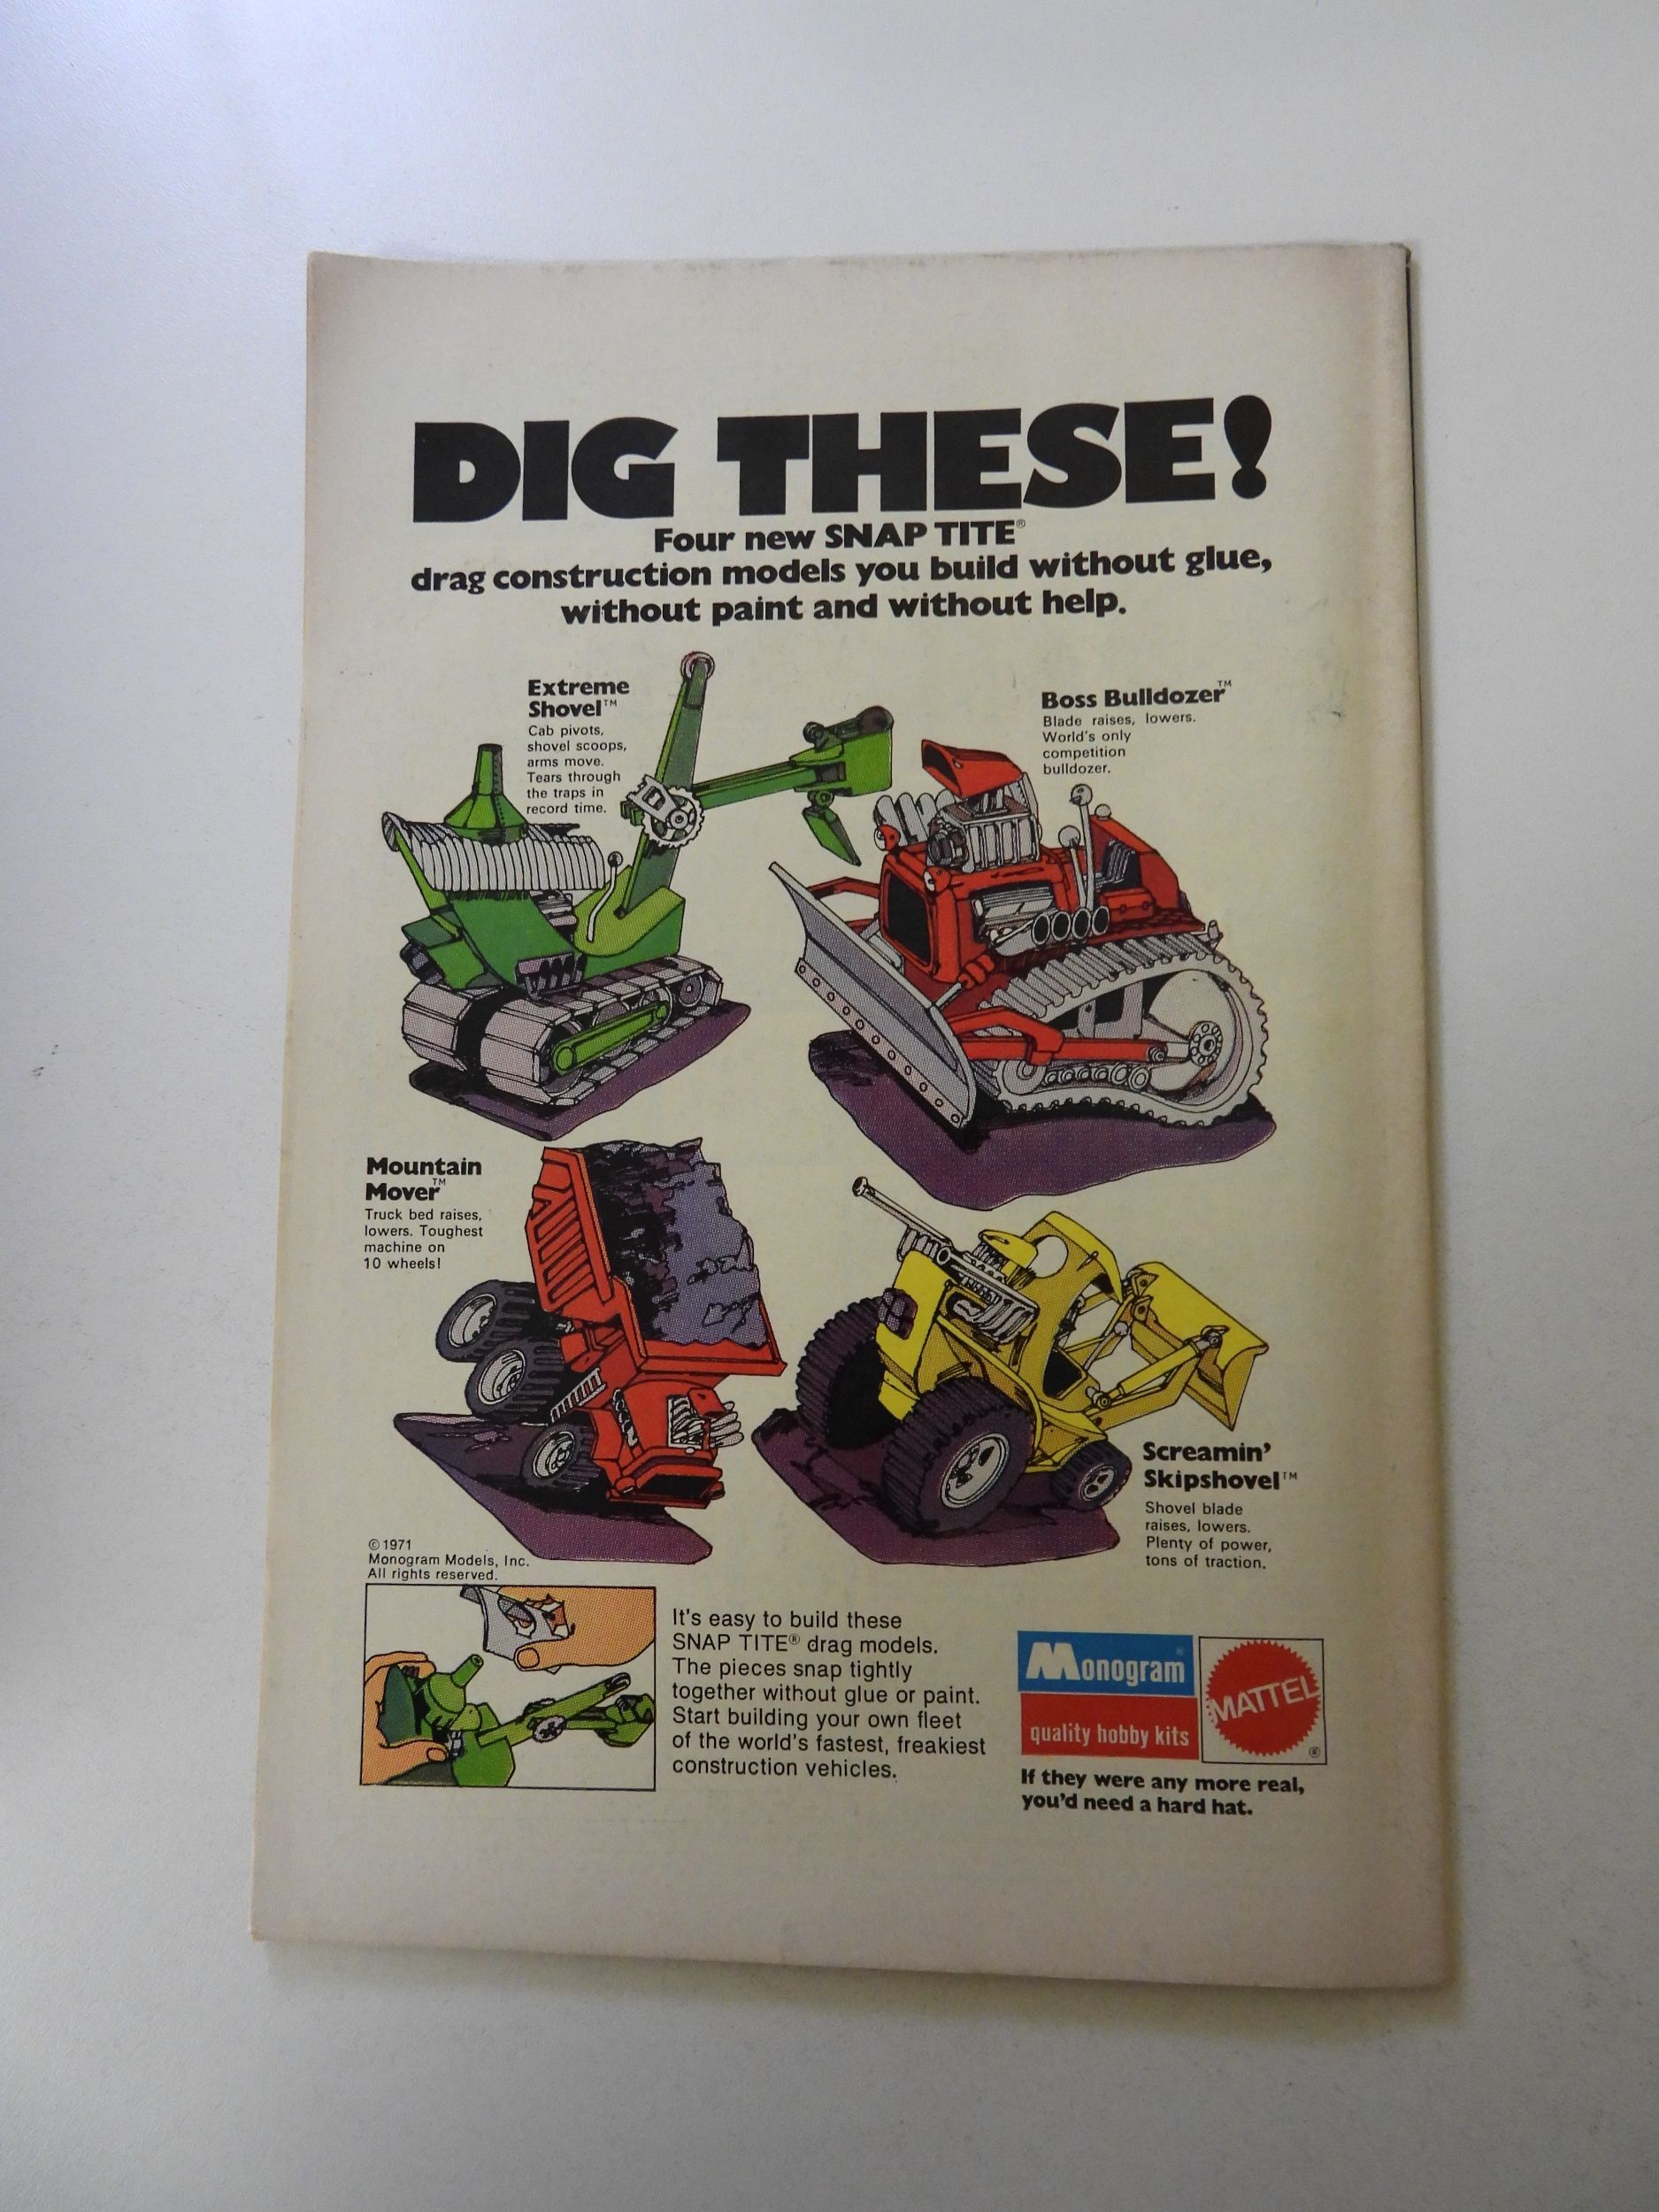 DIG THESE!
Four new SNAP TITE®
drag construction models you build without glue,
without paint and without help.
Extreme
Shovel™
Cab pivots,
shovel scoops,
arms move.
Tears through
the traps in
record time.
Boss Bulldozer™
Blade raises, lowers.
World's only
competition
bulldozer.
Mountain
Mover™
Truck bed raises,
lowers. Toughest
machine on
10 wheels!
Screamin'
Skipshovel™
Shovel blade
raises, lowers.
Plenty of power,
tons of traction.
©1971
Monogram Models, Inc.
All rights reserved.
It's easy to build these
SNAP TITE® drag models.
The pieces snap tightly
together without glue or paint.
Start building your own fleet
of the world's fastest, freakiest
construction vehicles.
Monogram®
quality hobby kits
MATTEL
®
If they were any more real,
you'd need a hard hat.